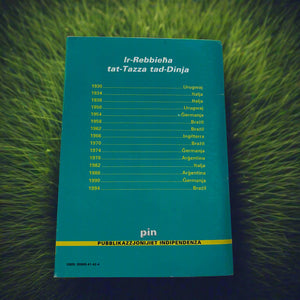 Ir-Rebbieħa
tat-Tazza tad-Dinja
1930 Urugwaj
1934 Italja
1938 Italja
1950 Urugwaj
1954 Ġermanja
1958 Brażil
1962 Brażil
1966 Ingilterra
1970 Brażil
1974 Ġermanja
1978 Arġentina
1982 Italja
1986 Arġentina
1990 Ġermanja
1994 Brażil
pin
PUBBLIKAZZJONIJIET INDIPENDENZA